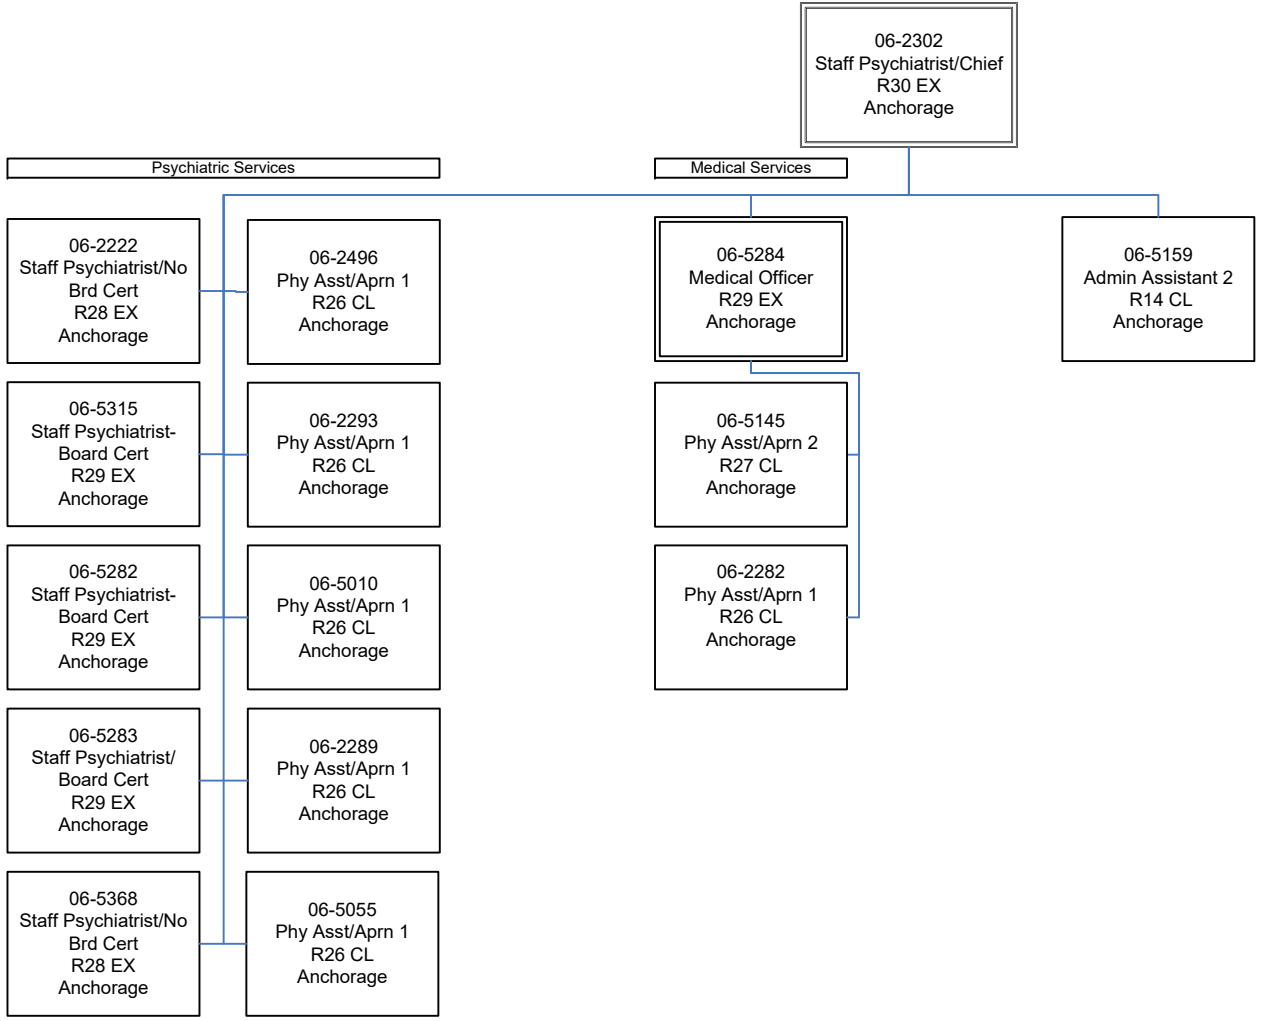 06-2302
Staff Psychiatrist/Chief
R30 EX
Anchorage
Psychiatric Services
Medical Services
06-2222
Staff Psychiatrist/No
Brd Cert
R28 EX
Anchorage
06-2496
Phy Asst/Aprn 1
R26 CL
Anchorage
06-5284
Medical Officer
R29 EX
Anchorage
06-5159
Admin Assistant 2
R14 CL
Anchorage
06-5315
Staff Psychiatrist-
Board Cert
R29 EX
Anchorage
06-2293
Phy Asst/Aprn 1
R26 CL
Anchorage
06-5145
Phy Asst/Aprn 2
R27 CL
Anchorage
06-5282
Staff Psychiatrist-
Board Cert
R29 EX
Anchorage
06-5010
Phy Asst/Aprn 1
R26 CL
Anchorage
06-2282
Phy Asst/Aprn 1
R26 CL
Anchorage
06-5283
Staff Psychiatrist/
Board Cert
R29 EX
Anchorage
06-2289
Phy Asst/Aprn 1
R26 CL
Anchorage
06-5368
Staff Psychiatrist/No
Brd Cert
R28 EX
Anchorage
06-5055
Phy Asst/Aprn 1
R26 CL
Anchorage